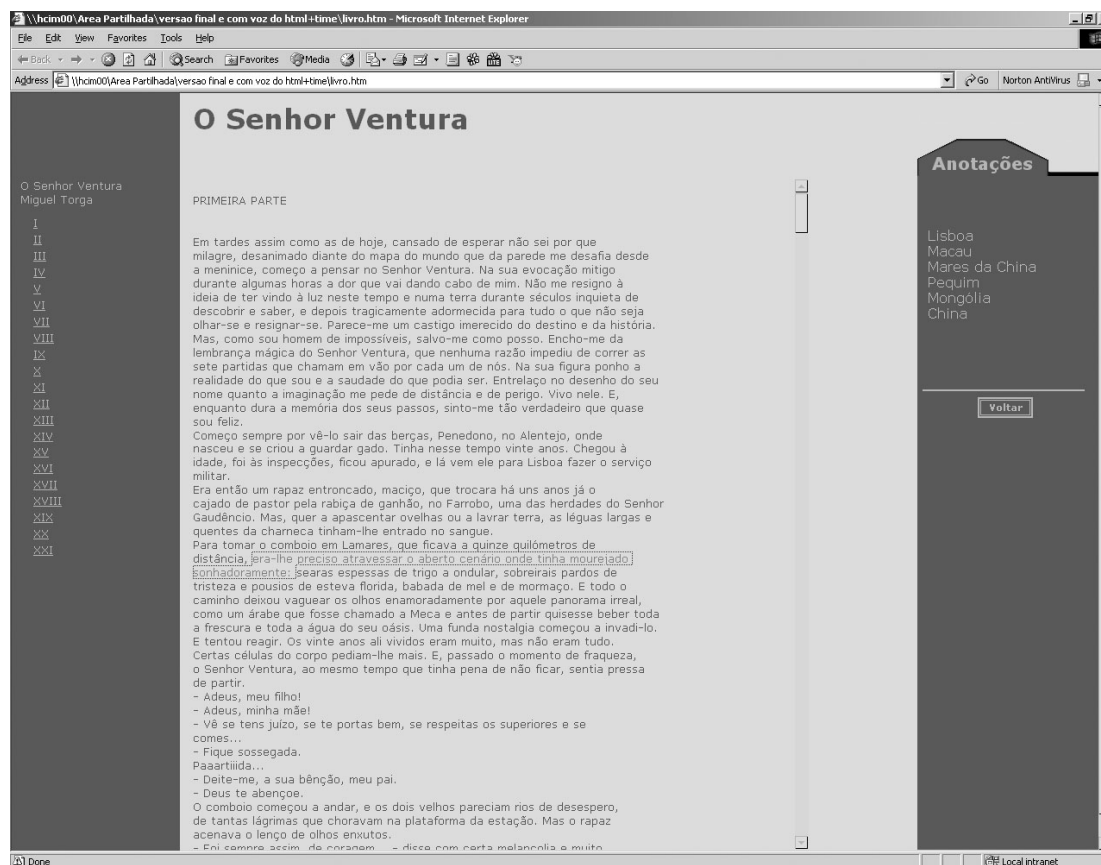 \\hcim00\Area Partilhada\versao final e com voz do html+time\livro.htm - Microsoft Internet Explorer
File Edit View Favorites Tools Help
Back Search Favorites Media
Address \\hcim00\Area Partilhada\versao final e com voz do html+time\livro.htm Go Norton AntiVirus
O Senhor Ventura
O Senhor Ventura
Miguel Torga
I
II
III
IV
V
VI
VII
VIII
IX
X
XI
XII
XIII
XIV
XV
XVI
XVII
XVIII
XIX
XX
XXI
PRIMEIRA PARTE
Em tardes assim como as de hoje, cansado de esperar não sei por que
milagre, desanimado diante do mapa do mundo que da parede me desafia desde
a meninice, começo a pensar no Senhor Ventura. Na sua evocação mitigo
durante algumas horas a dor que vai dando cabo de mim. Não me resigno à
ideia de ter vindo à luz neste tempo e numa terra durante séculos inquieta de
descobrir e saber, e depois tragicamente adormecida para tudo o que não seja
olhar-se e resignar-se. Parece-me um castigo imerecido do destino e da história.
Mas, como sou homem de impossíveis, salvo-me como posso. Encho-me da
lembrança mágica do Senhor Ventura, que nenhuma razão impediu de correr as
sete partidas que chamam em vão por cada um de nós. Na sua figura ponho a
realidade do que sou e a saudade do que podia ser. Entrelaço no desenho do seu
nome quanto a imaginação me pede de distância e de perigo. Vivo nele. E,
enquanto dura a memória dos seus passos, sinto-me tão verdadeiro que quase
sou feliz.
Começo sempre por vê-lo sair das berças, Penedono, no Alentejo, onde
nasceu e se criou a guardar gado. Tinha nesse tempo vinte anos. Chegou à
idade, foi às inspecções, ficou apurado, e lá vem ele para Lisboa fazer o serviço
militar.
Era então um rapaz entroncado, maciço, que trocara há uns anos já o
cajado de pastor pela rabiça de ganhão, no Farrobo, uma das herdades do Senhor
Gaudêncio. Mas, quer a apascentar ovelhas ou a lavrar terra, as léguas largas e
quentes da charneca tinham-lhe entrado no sangue.
Para tomar o comboio em Lamares, que ficava a quinze quilómetros de
distância, era-lhe preciso atravessar o aberto cenário onde tinha mourejado
sonhadoramente: searas espessas de trigo a ondular, sobreirais pardos de
tristeza e pousios de esteva florida, babada de mel e de mormaço. E todo o
caminho deixou vaguear os olhos enamoradamente por aquele panorama irreal,
como um árabe que fosse chamado a Meca e antes de partir quisesse beber toda
a frescura e toda a água do seu oásis. Uma funda nostalgia começou a invadi-lo.
E tentou reagir. Os vinte anos ali vividos eram muito, mas não eram tudo.
Certas células do corpo pediam-lhe mais. E, passado o momento de fraqueza,
o Senhor Ventura, ao mesmo tempo que tinha pena de não ficar, sentia pressa
de partir.
- Adeus, meu filho!
- Adeus, minha mãe!
- Vê se tens juízo, se te portas bem, se respeitas os superiores e se
comes...
- Fique sossegada.
Paaartiiida...
- Deite-me, a sua bênção, meu pai.
- Deus te abençoe.
O comboio começou a andar, e os dois velhos pareciam rios de desespero,
de tantas lágrimas que choravam na plataforma da estação. Mas o rapaz
acenava o lenço de olhos enxutos.
- Foi sempre assim, de coragem... - disse com certa melancolia e muito
Anotações
Lisboa
Macau
Mares da China
Pequim
Mongólia
China
Voltar
Done Local intranet